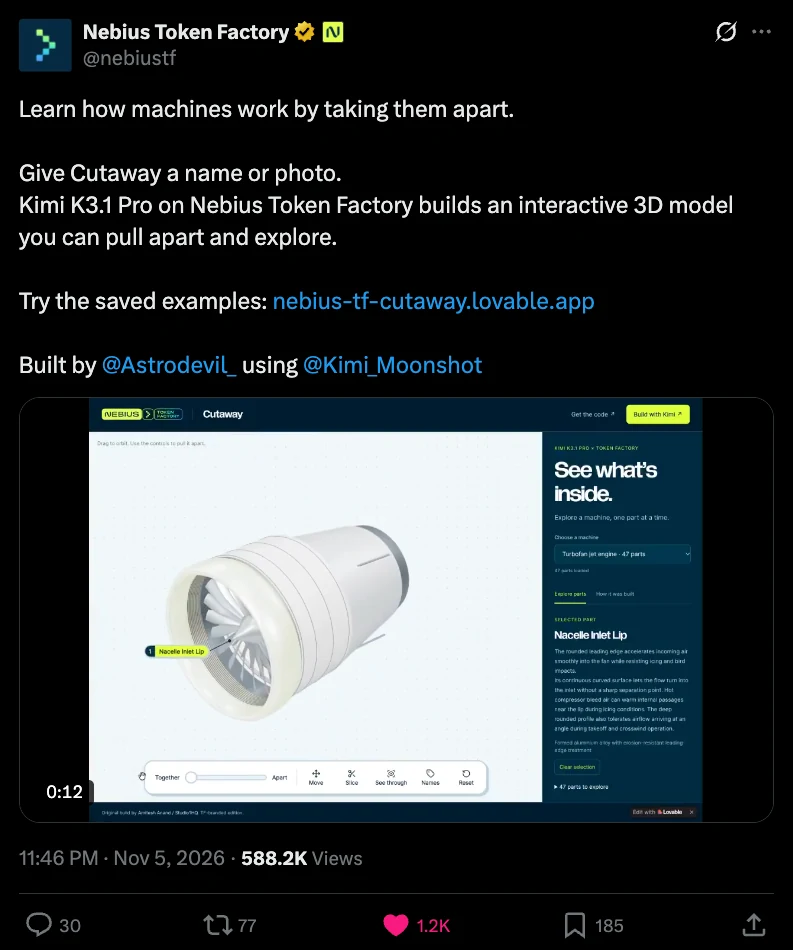 Nebius Token Factory
@nebiustf
Learn how machines work by taking them apart.
Give Cutaway a name or photo.
Kimi K3.1 Pro on Nebius Token Factory builds an interactive 3D model
you can pull apart and explore.
Try the saved examples: nebius-tf-cutaway.lovable.app
Built by @Astrodevil_ using @Kimi_Moonshot
NEBIUS TOKEN FACTORY Cutaway
Get the code ↗ Build with Kimi ↗
Drag to orbit. Use the controls to pull it apart.
1 Nacelle Inlet Lip
Together Apart Move Slice See through Names Reset
KIMI K3.1 PRO × TOKEN FACTORY
See what's
inside.
Explore a machine, one part at a time.
Choose a machine
Turbofan jet engine · 47 parts
47 parts loaded
Explore parts How it was built
SELECTED PART
Nacelle Inlet Lip
The rounded leading edge accelerates incoming air
smoothly into the fan while resisting icing and bird
impacts.
Its continuous curved surface lets the flow turn into
the inlet without a sharp separation point. Hot
compressor bleed air can warm internal passages
near the lip during icing conditions. The deep
rounded profile also tolerates airflow arriving at an
angle during takeoff and crosswind operation.
Formed aluminium alloy with erosion-resistant leading-
edge treatment
Clear selection
▸ 47 parts to explore
0:12
Original build by / Studio1HQ. TF-branded edition.
Edit with Lovable ×
11:46 PM · Nov 5, 2026 · 588.2K Views
30 77 1.2K 185